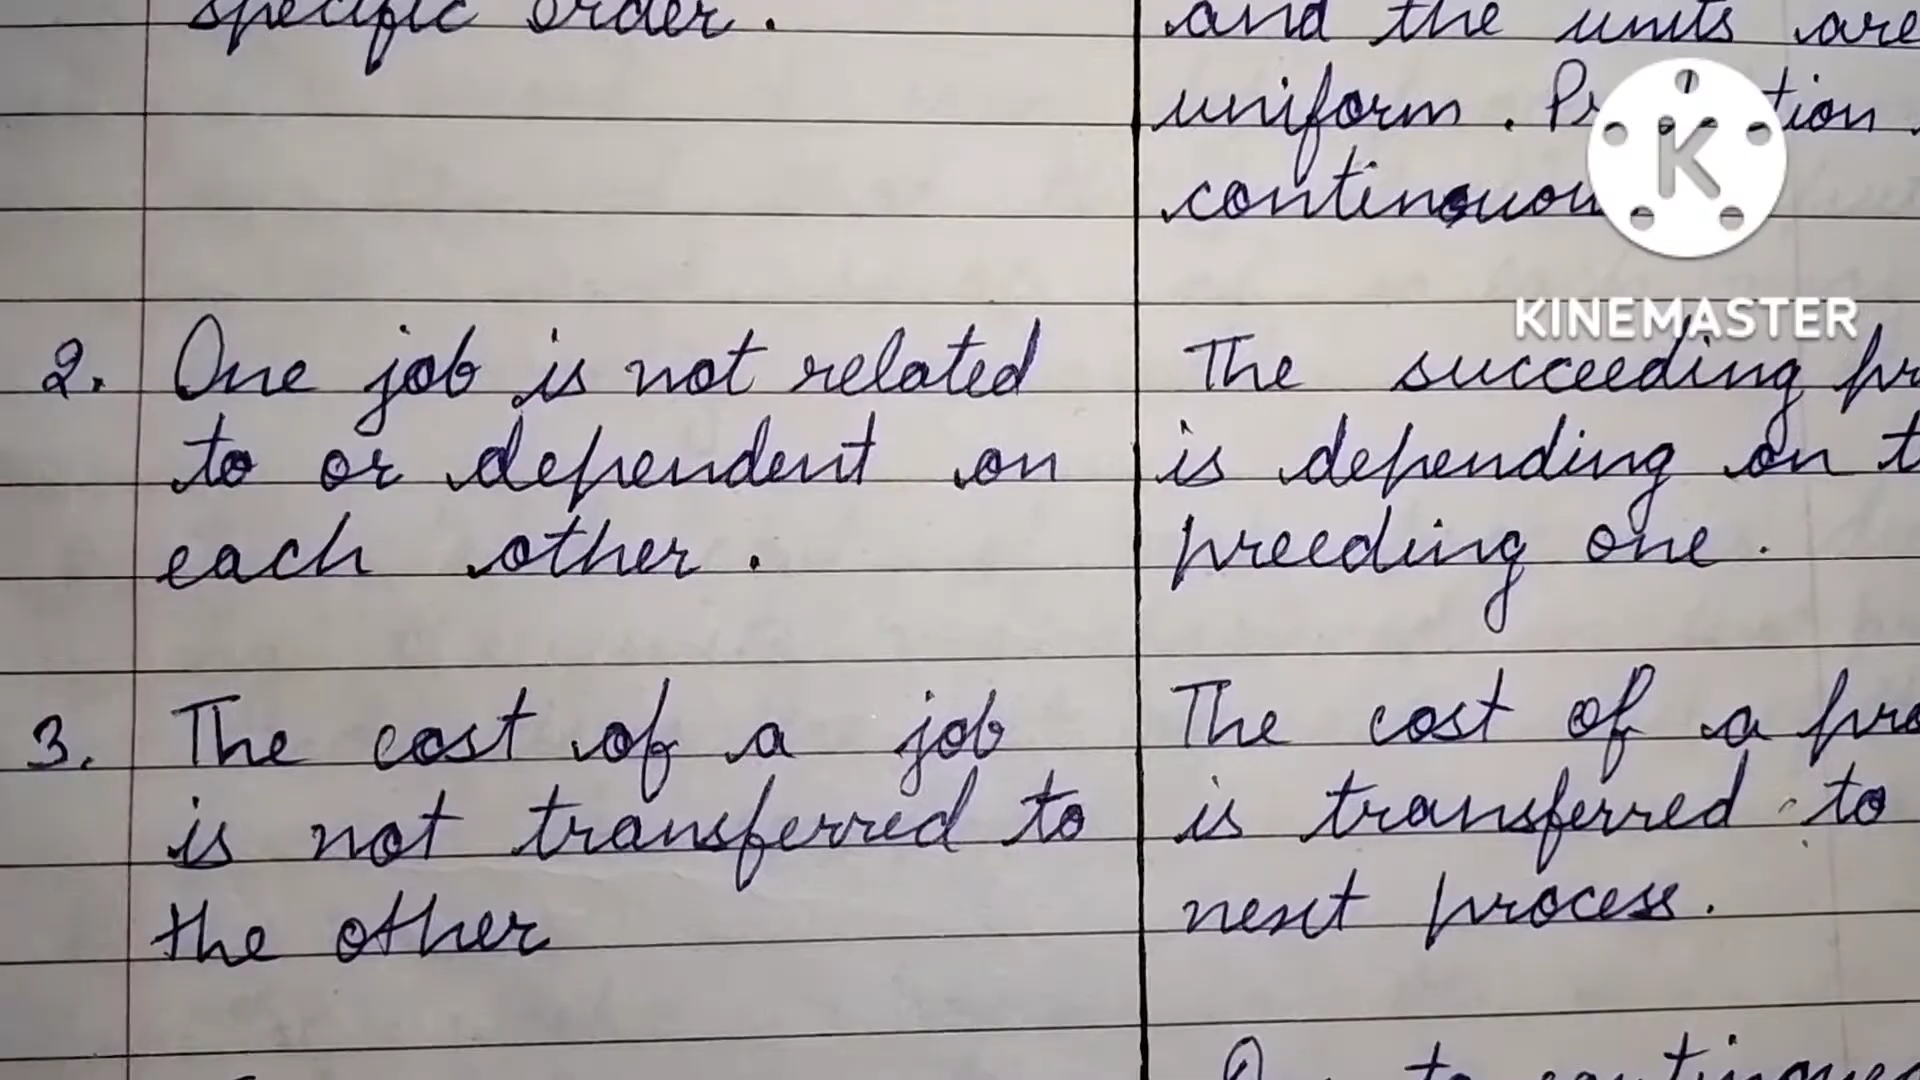 specific order.
2. One job is not related
to or dependent on
each other.
3. The cost of a job
is not transferred to
the other
and the units are
uniform.
KINEMASTER
The succeeding
is depending on
preeding one.
The cost of a
is transferred to
next process.
to